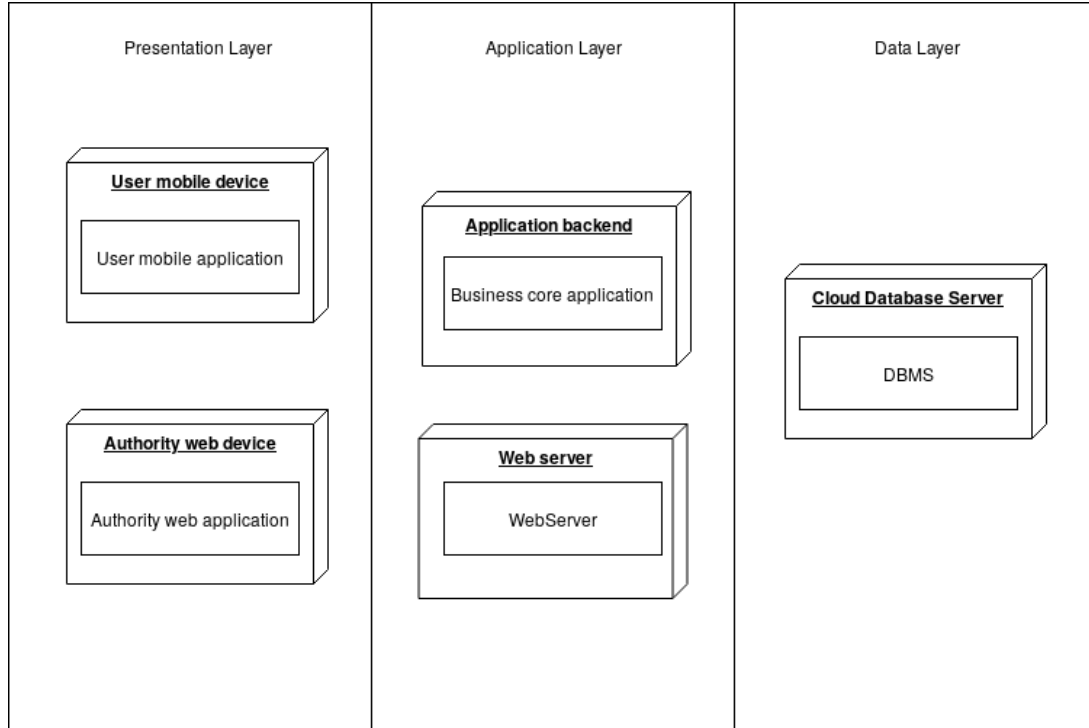 Presentation Layer
Application Layer
Data Layer
User mobile device
User mobile application
Authority web device
Authority web application
Application backend
Business core application
Web server
WebServer
Cloud Database Server
DBMS